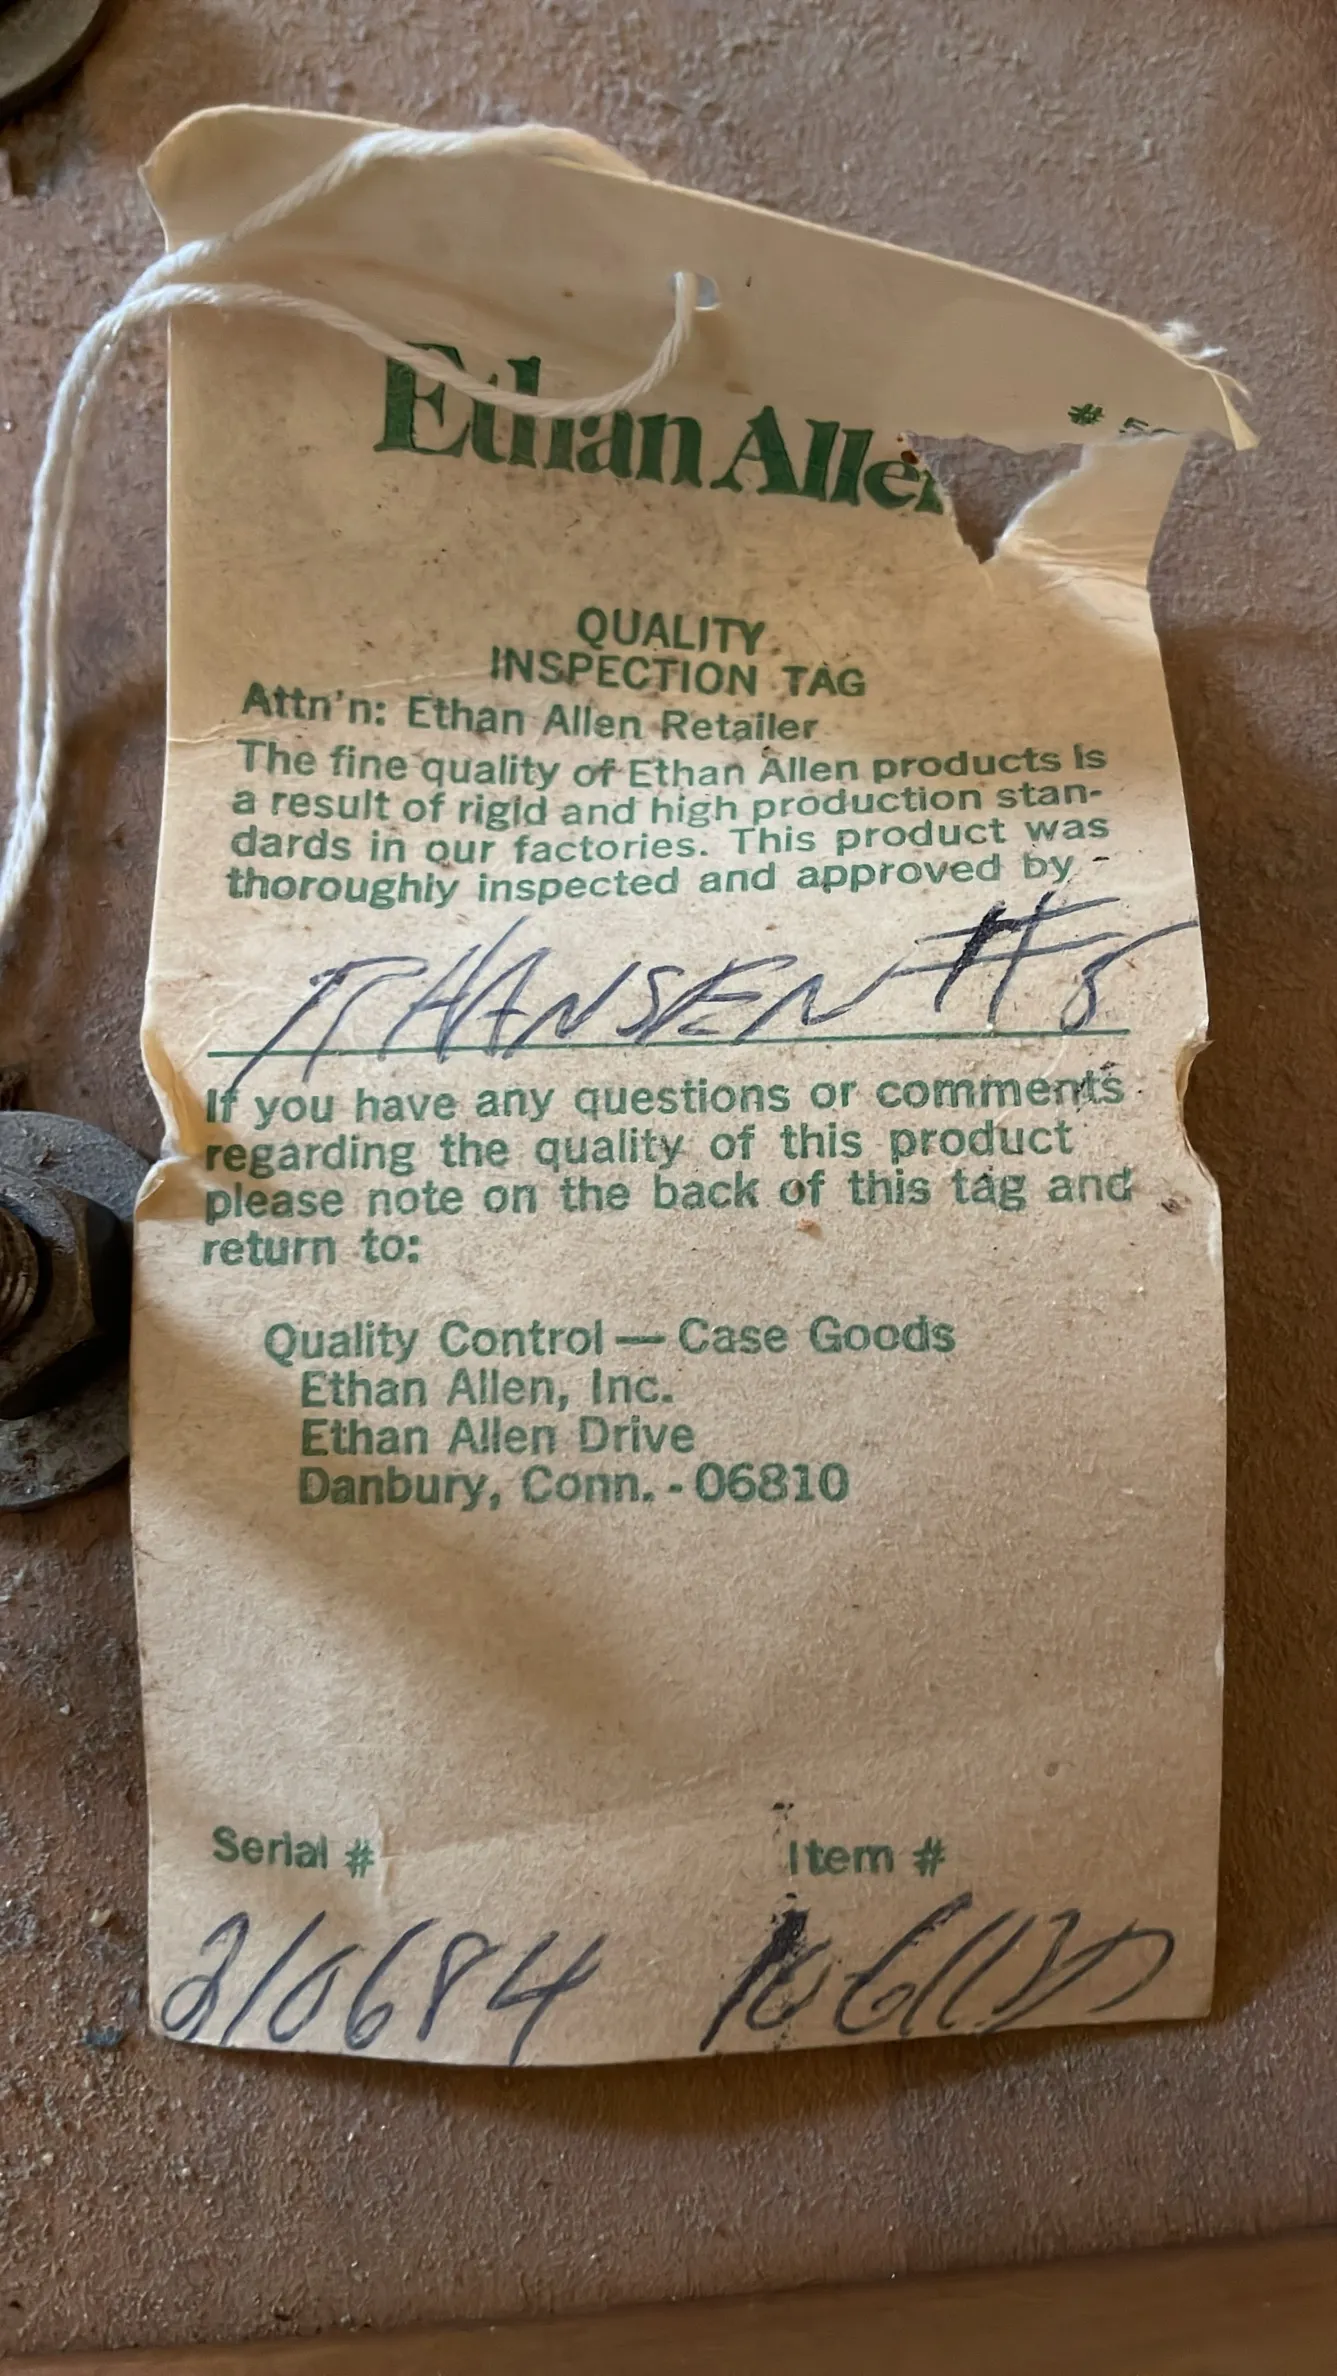 Ethan Allen
QUALITY
INSPECTION TAG
Attn'n: Ethan Allen Retailer
The fine quality of Ethan Allen products is
a result of rigid and high production stan-
dards in our factories. This product was
thoroughly inspected and approved by -
HANSEN #8
If you have any questions or comments
regarding the quality of this product
please note on the back of this tag and
return to:
Quality Control — Case Goods
Ethan Allen, Inc.
Ethan Allen Drive
Danbury, Conn. - 06810
Serial # Item #
210684